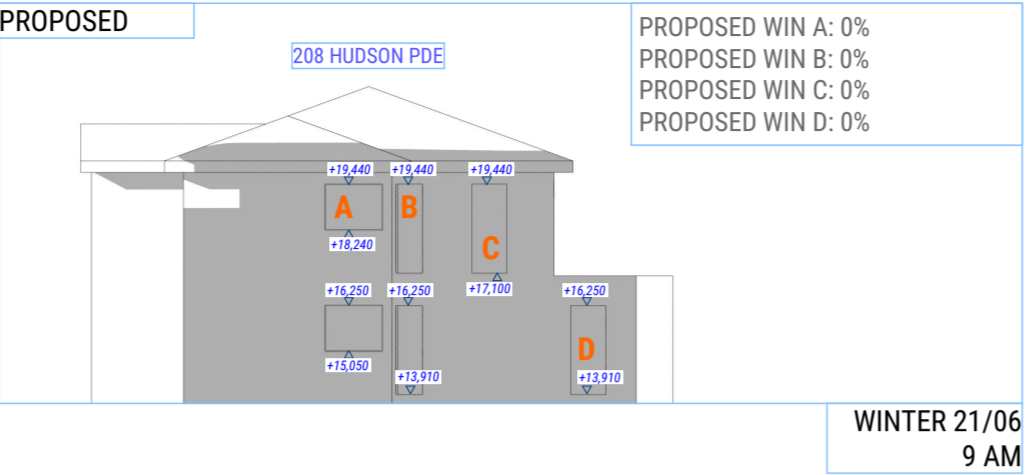 PROPOSED
208 HUDSON PDE
PROPOSED WIN A: 0%
PROPOSED WIN B: 0%
PROPOSED WIN C: 0%
PROPOSED WIN D: 0%
+19,440 +19,440 +19,440
A B
+18,240 C
+16,250 +16,250 +17,100 +16,250
D
+15,050
+13,910 +13,910
WINTER 21/06
9 AM